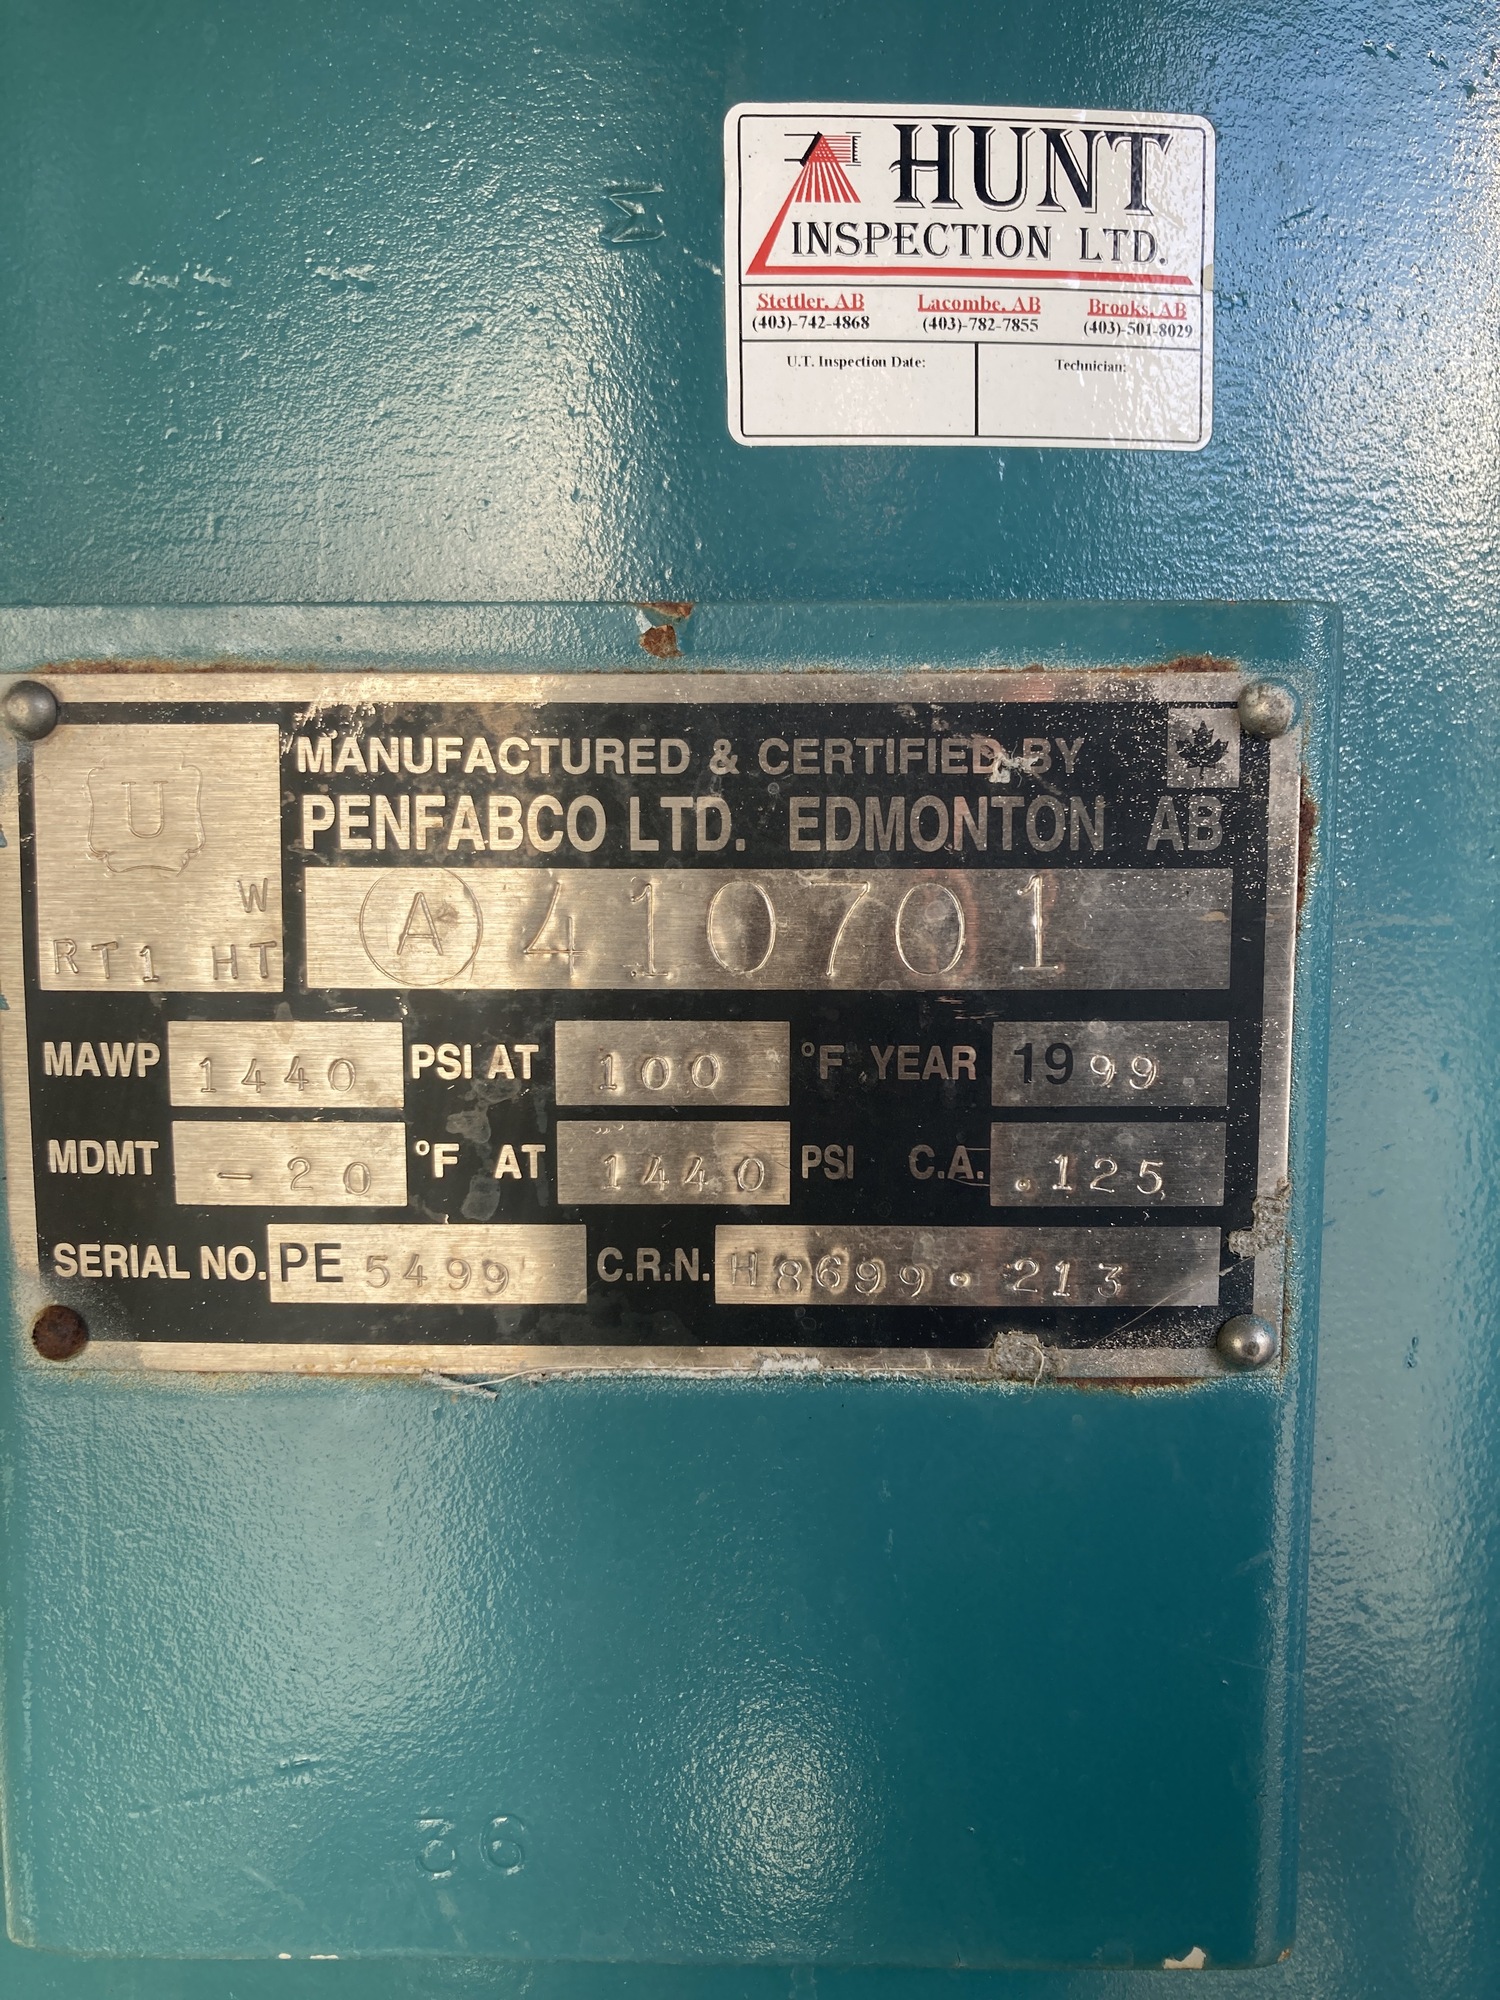 HUNT
INSPECTION LTD.
Stettler, AB Lacombe, AB Brooks, AB
(403)-742-4868 (403)-782-7855 (403)-501-8029
U.T. Inspection Date: Technician:
U
W
RT1 HT
MANUFACTURED & CERTIFIED BY
PENFABCO LTD. EDMONTON AB
A 410701
MAWP 1440 PSI AT 100 °F YEAR 1999
MDMT -20 °F AT 1440 PSI C.A. .125
SERIAL NO. PE 5499 C.R.N. H8699.213
36